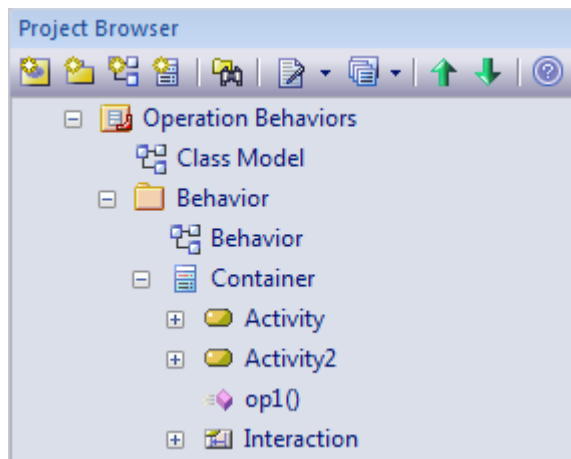 Project Browser
Operation Behaviors
Class Model
Behavior
Behavior
Container
Activity
Activity2
op1()
Interaction